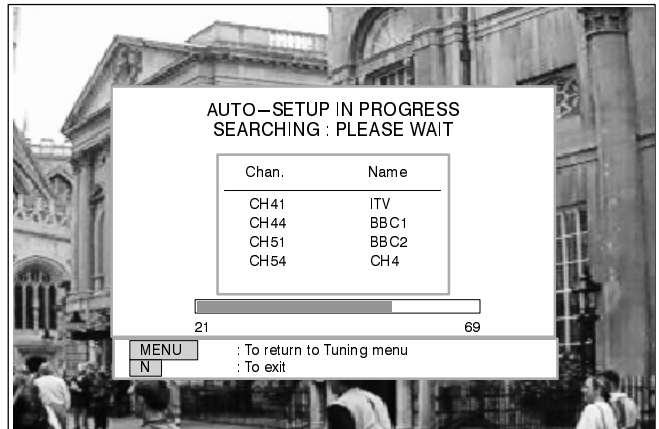 AUTO–SETUP IN PROGRESS
SEARCHING : PLEASE WAIT
Chan. Name
CH41 ITV
CH44 BBC1
CH51 BBC2
CH54 CH4
21 69
MENU : To return to Tuning menu
N : To exit